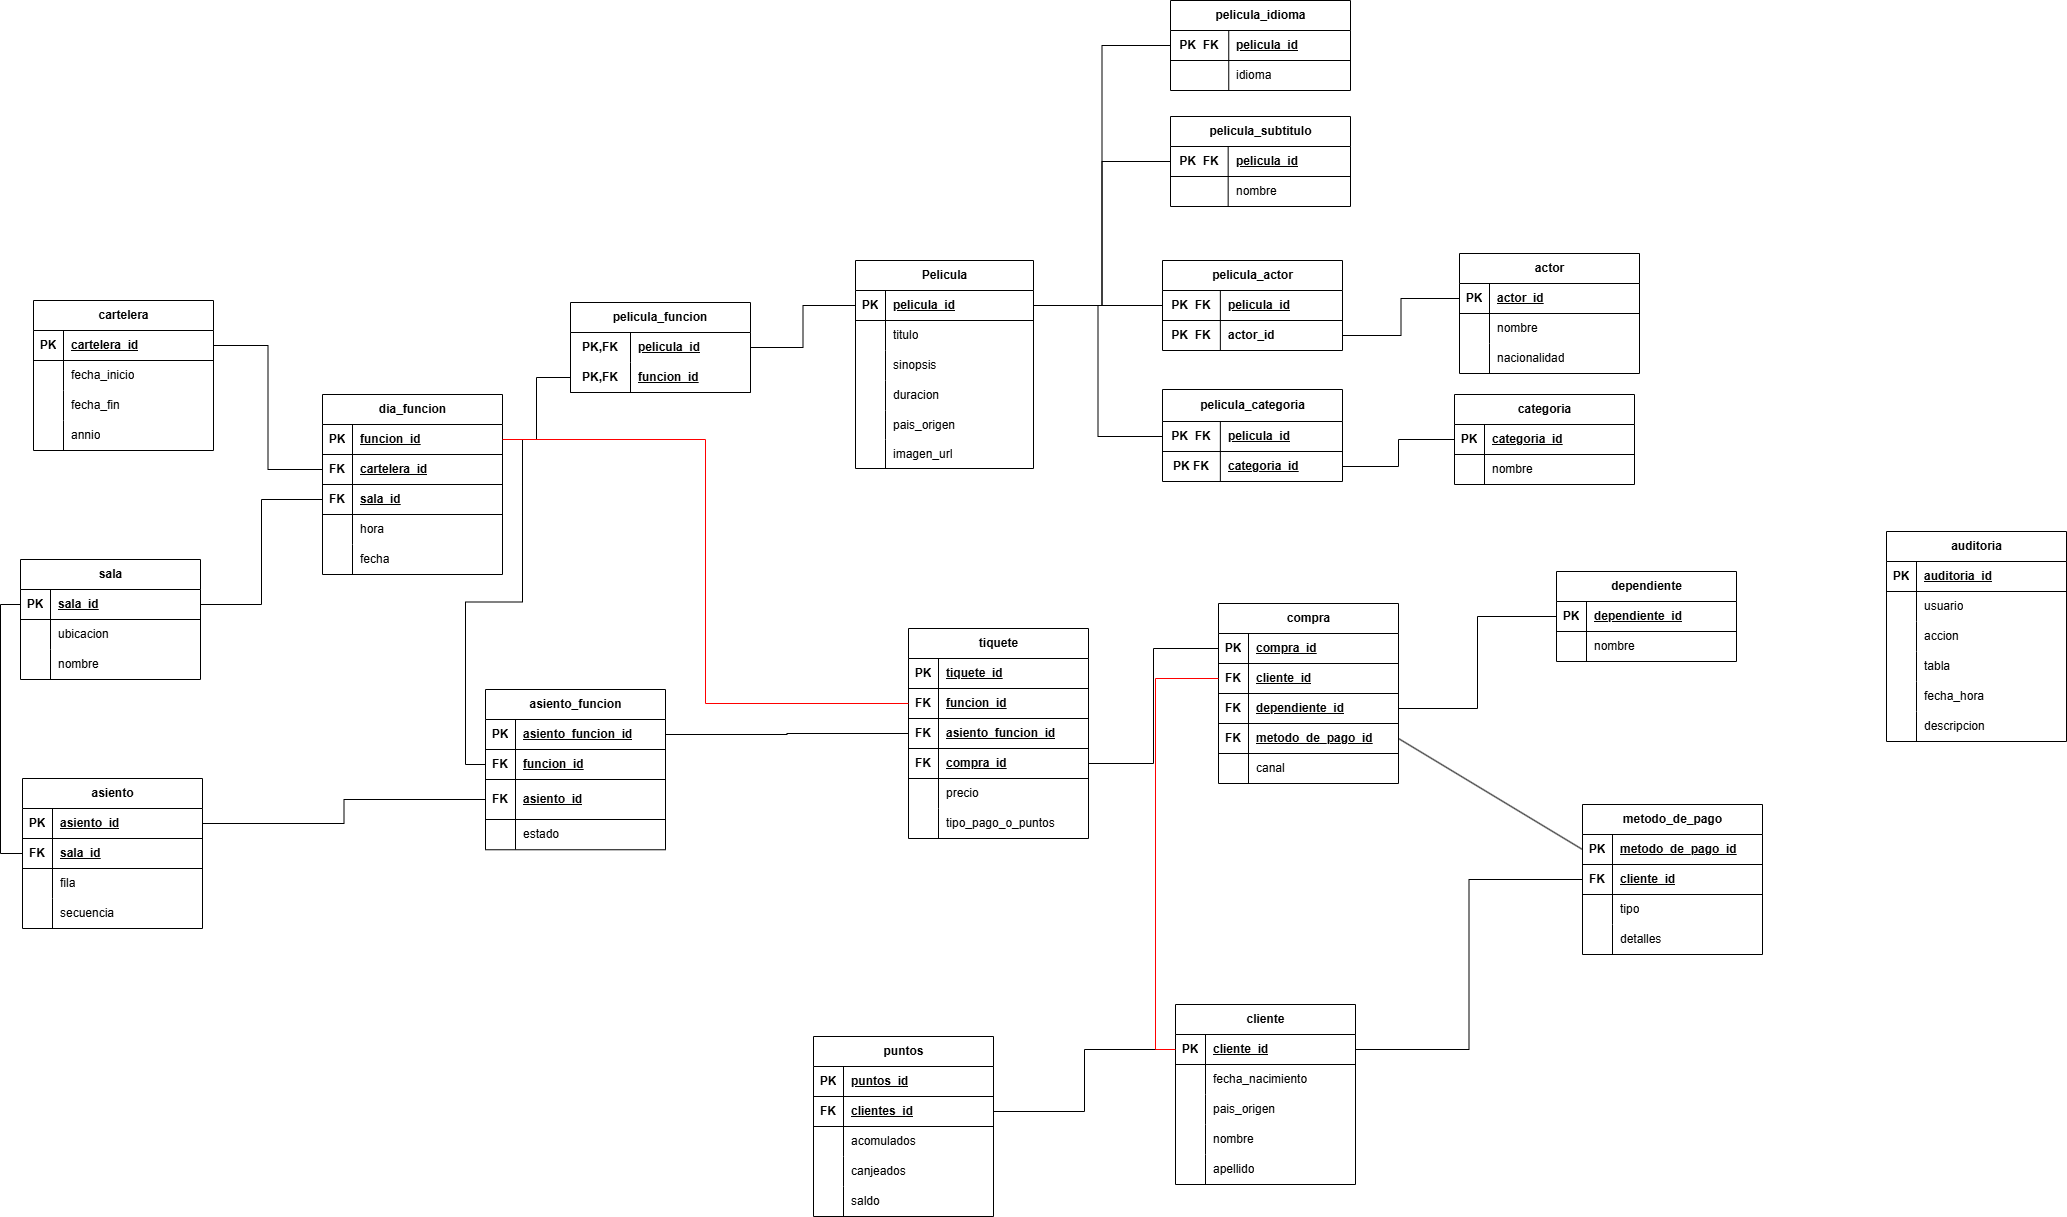 pelicula_idioma
PK FK pelicula_id
idioma
pelicula_subtitulo
PK FK pelicula_id
nombre
Pelicula
PK pelicula_id
titulo
sinopsis
duracion
pais_origen
imagen_url
pelicula_actor
PK FK pelicula_id
PK FK actor_id
actor
PK actor_id
nombre
nacionalidad
cartelera
PK cartelera_id
fecha_inicio
fecha_fin
annio
pelicula_funcion
PK,FK pelicula_id
PK,FK funcion_id
dia_funcion
PK funcion_id
FK cartelera_id
FK sala_id
hora
fecha
pelicula_categoria
PK FK pelicula_id
PK FK categoria_id
categoria
PK categoria_id
nombre
auditoria
PK auditoria_id
usuario
accion
tabla
fecha_hora
descripcion
sala
PK sala_id
ubicacion
nombre
dependiente
PK dependiente_id
nombre
compra
PK compra_id
FK cliente_id
FK dependiente_id
FK metodo_de_pago_id
canal
tiquete
PK tiquete_id
FK funcion_id
FK asiento_funcion_id
FK compra_id
precio
tipo_pago_o_puntos
asiento_funcion
PK asiento_funcion_id
FK funcion_id
FK asiento_id
estado
asiento
PK asiento_id
FK sala_id
fila
secuencia
metodo_de_pago
PK metodo_de_pago_id
FK cliente_id
tipo
detalles
cliente
PK cliente_id
fecha_nacimiento
pais_origen
nombre
apellido
puntos
PK puntos_id
FK clientes_id
acomulados
canjeados
saldo